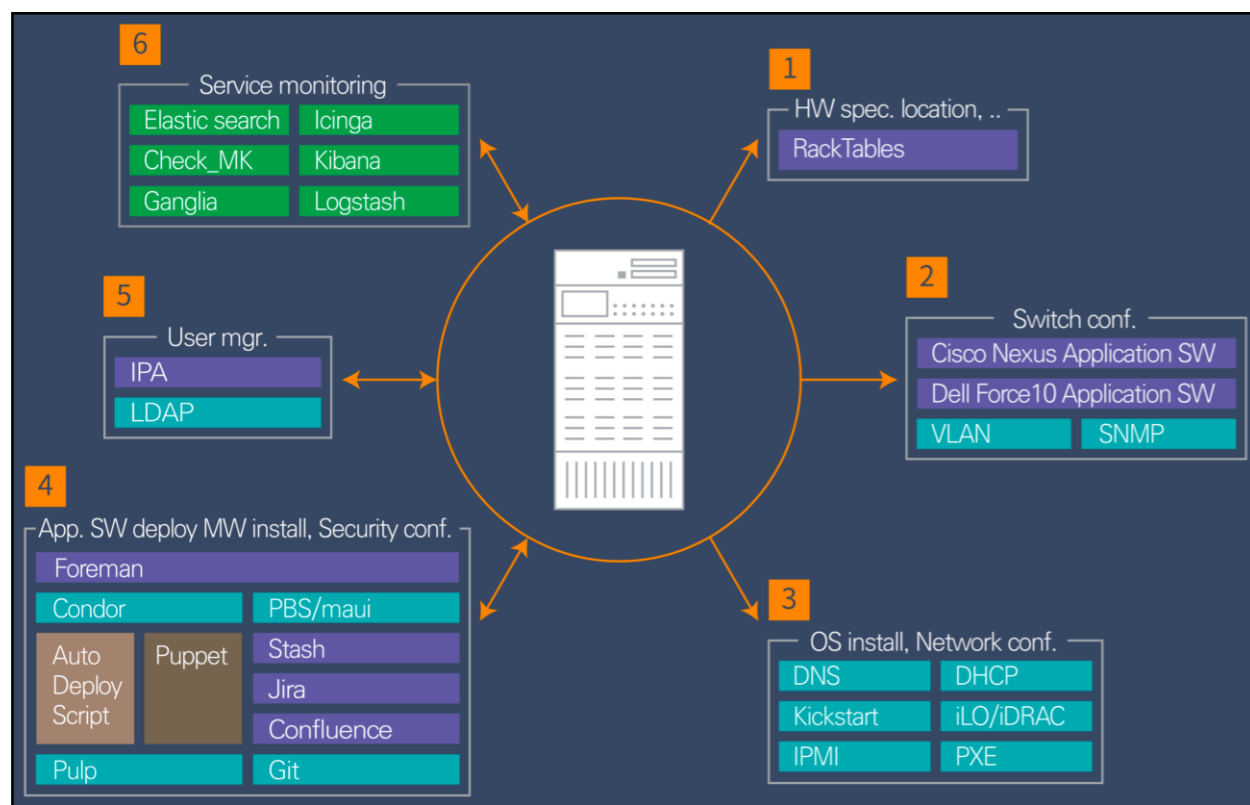 6
Service monitoring
Elastic search
Icinga
Check_MK
Kibana
Ganglia
Logstash
1
HW spec. location, ..
RackTables
2
Switch conf.
Cisco Nexus Application SW
Dell Force10 Application SW
VLAN
SNMP
5
User mgr.
IPA
LDAP
4
App. SW deploy MW install, Security conf.
Foreman
Condor
PBS/maui
Auto
Deploy
Script
Puppet
Stash
Jira
Confluence
Pulp
Git
3
OS install, Network conf.
DNS
DHCP
Kickstart
iLO/iDRAC
IPMI
PXE